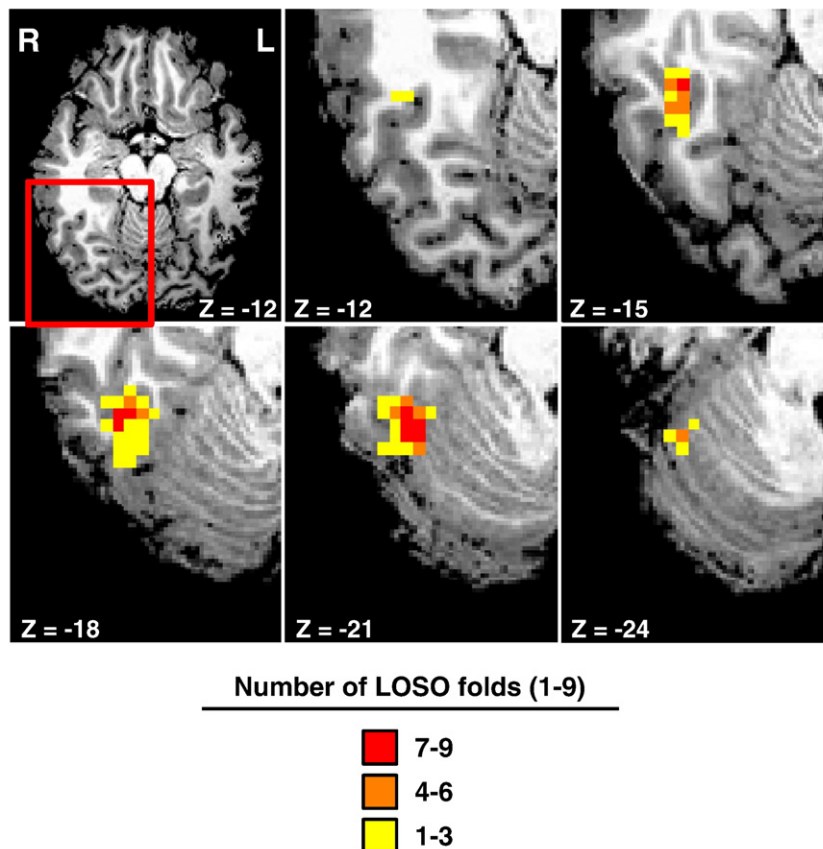 R L
Z = -12
Z = -12
Z = -15
Z = -18
Z = -21
Z = -24
Number of LOSO folds (1-9)
7-9
4-6
1-3